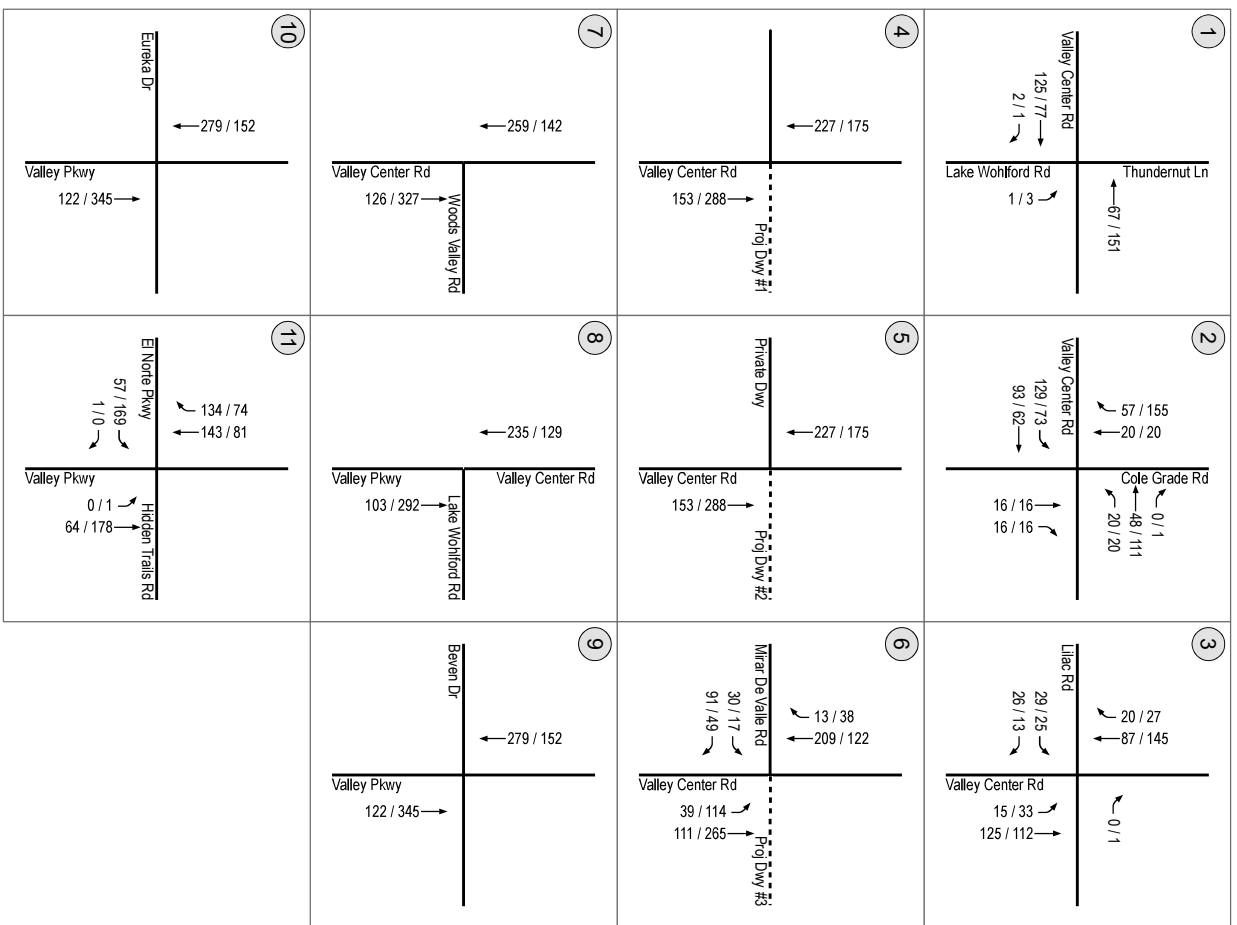 1
Valley Center Rd
125 / 77
2 / 1
Lake Wohlford Rd
Thundernut Ln
1 / 3
67 / 151
2
Valley Center Rd
129 / 73
93 / 62
57 / 155
20 / 20
Cole Grade Rd
16 / 16
16 / 16
0 / 1
48 / 111
20 / 20
3
Lilac Rd
29 / 25
26 / 13
20 / 27
87 / 145
Valley Center Rd
15 / 33
125 / 112
0 / 1
4
227 / 175
Valley Center Rd
153 / 288
Proj Dwy #1
5
Private Dwy
227 / 175
Valley Center Rd
153 / 288
Proj Dwy #2
6
Mirar De Valle Rd
30 / 17
91 / 49
13 / 38
209 / 122
Valley Center Rd
39 / 114
111 / 265
Proj Dwy #3
7
259 / 142
Valley Center Rd
126 / 327
Woods Valley Rd
8
235 / 129
Valley Pkwy
Valley Center Rd
103 / 292
Lake Wohlford Rd
9
Beven Dr
279 / 152
Valley Pkwy
122 / 345
10
Eureka Dr
279 / 152
Valley Pkwy
122 / 345
11
El Norte Pkwy
57 / 169
1 / 0
134 / 74
143 / 81
Valley Pkwy
0 / 1
64 / 178
Hidden Trails Rd